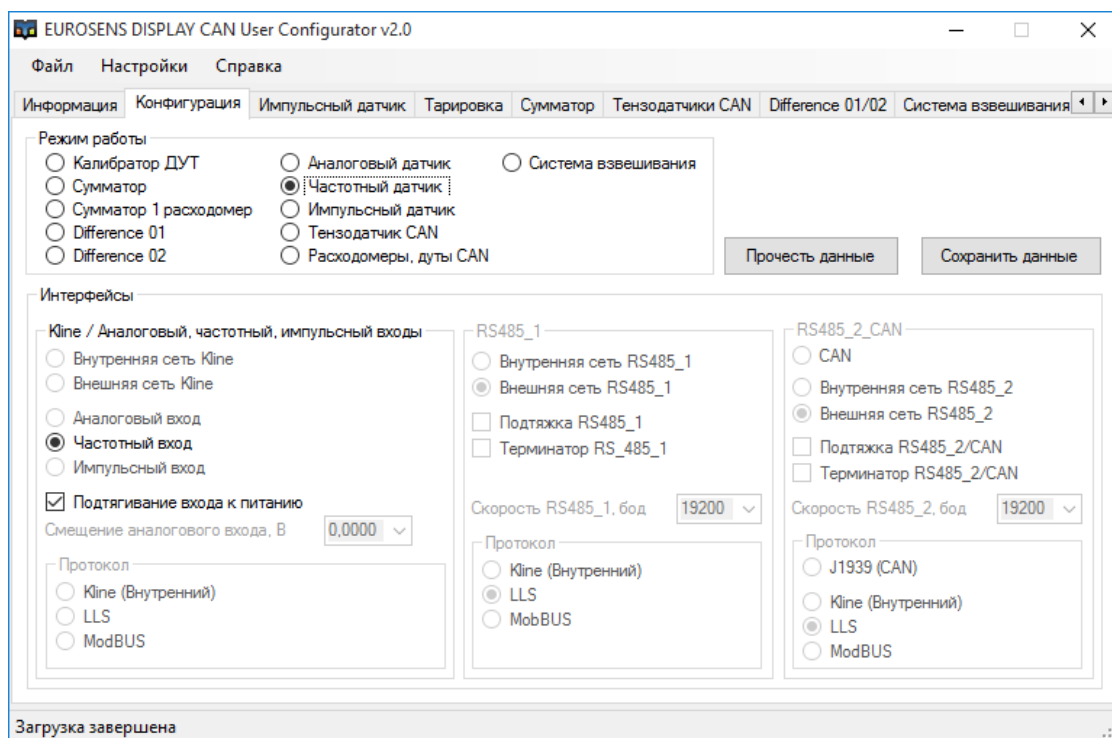 EUROSENS DISPLAY CAN User Configurator v2.0
Файл Настройки Справка
Информация Конфигурация Импульсный датчик Тарировка Сумматор Тензодатчики CAN Difference 01/02 Система взвешивания
Режим работы
Калибратор ДУТ Аналоговый датчик Система взвешивания
Сумматор Частотный датчик
Сумматор 1 расходомер Импульсный датчик
Difference 01 Тензодатчик CAN
Difference 02 Расходомеры, дуты CAN
Прочесть данные Сохранить данные
Интерфейсы
Kline / Аналоговый, частотный, импульсный входы
Внутренняя сеть Kline
Внешняя сеть Kline
Аналоговый вход
Частотный вход
Импульсный вход
Подтягивание входа к питанию
Смещение аналогового входа, В 0,0000
Протокол
Kline (Внутренний)
LLS
ModBUS
RS485_1
Внутренняя сеть RS485_1
Внешняя сеть RS485_1
Подтяжка RS485_1
Терминатор RS_485_1
Скорость RS485_1, бод 19200
Протокол
Kline (Внутренний)
LLS
MobBUS
RS485_2_CAN
CAN
Внутренняя сеть RS485_2
Внешняя сеть RS485_2
Подтяжка RS485_2/CAN
Терминатор RS485_2/CAN
Скорость RS485_2, бод 19200
Протокол
J1939 (CAN)
Kline (Внутренний)
LLS
ModBUS
Загрузка завершена